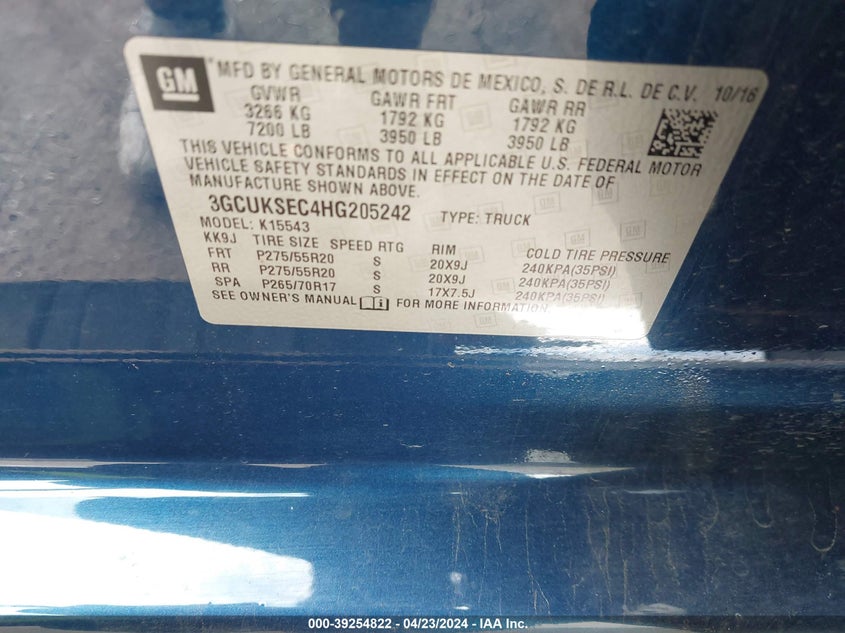 GM
MFD BY GENERAL MOTORS DE MEXICO, S. DE R.L. DE C.V. 10/16
GVWR GAWR FRT GAWR RR
3266 KG 1792 KG 1792 KG
7200 LB 3950 LB 3950 LB
THIS VEHICLE CONFORMS TO ALL APPLICABLE U.S. FEDERAL MOTOR
VEHICLE SAFETY STANDARDS IN EFFECT ON THE DATE OF
MANUFACTURE SHOWN ABOVE.
3GCUKSEC4HG205242 TYPE: TRUCK
MODEL: K15543
KK9J TIRE SIZE SPEED RTG RIM COLD TIRE PRESSURE
FRT P275/55R20 S 20X9J 240KPA(35PSI)
RR P275/55R20 S 20X9J 240KPA(35PSI)
SPA P265/70R17 S 17X7.5J 240KPA(35PSI)
SEE OWNER'S MANUAL FOR MORE INFORMATION
000-39254822 - 04/23/2024 - IAA Inc.